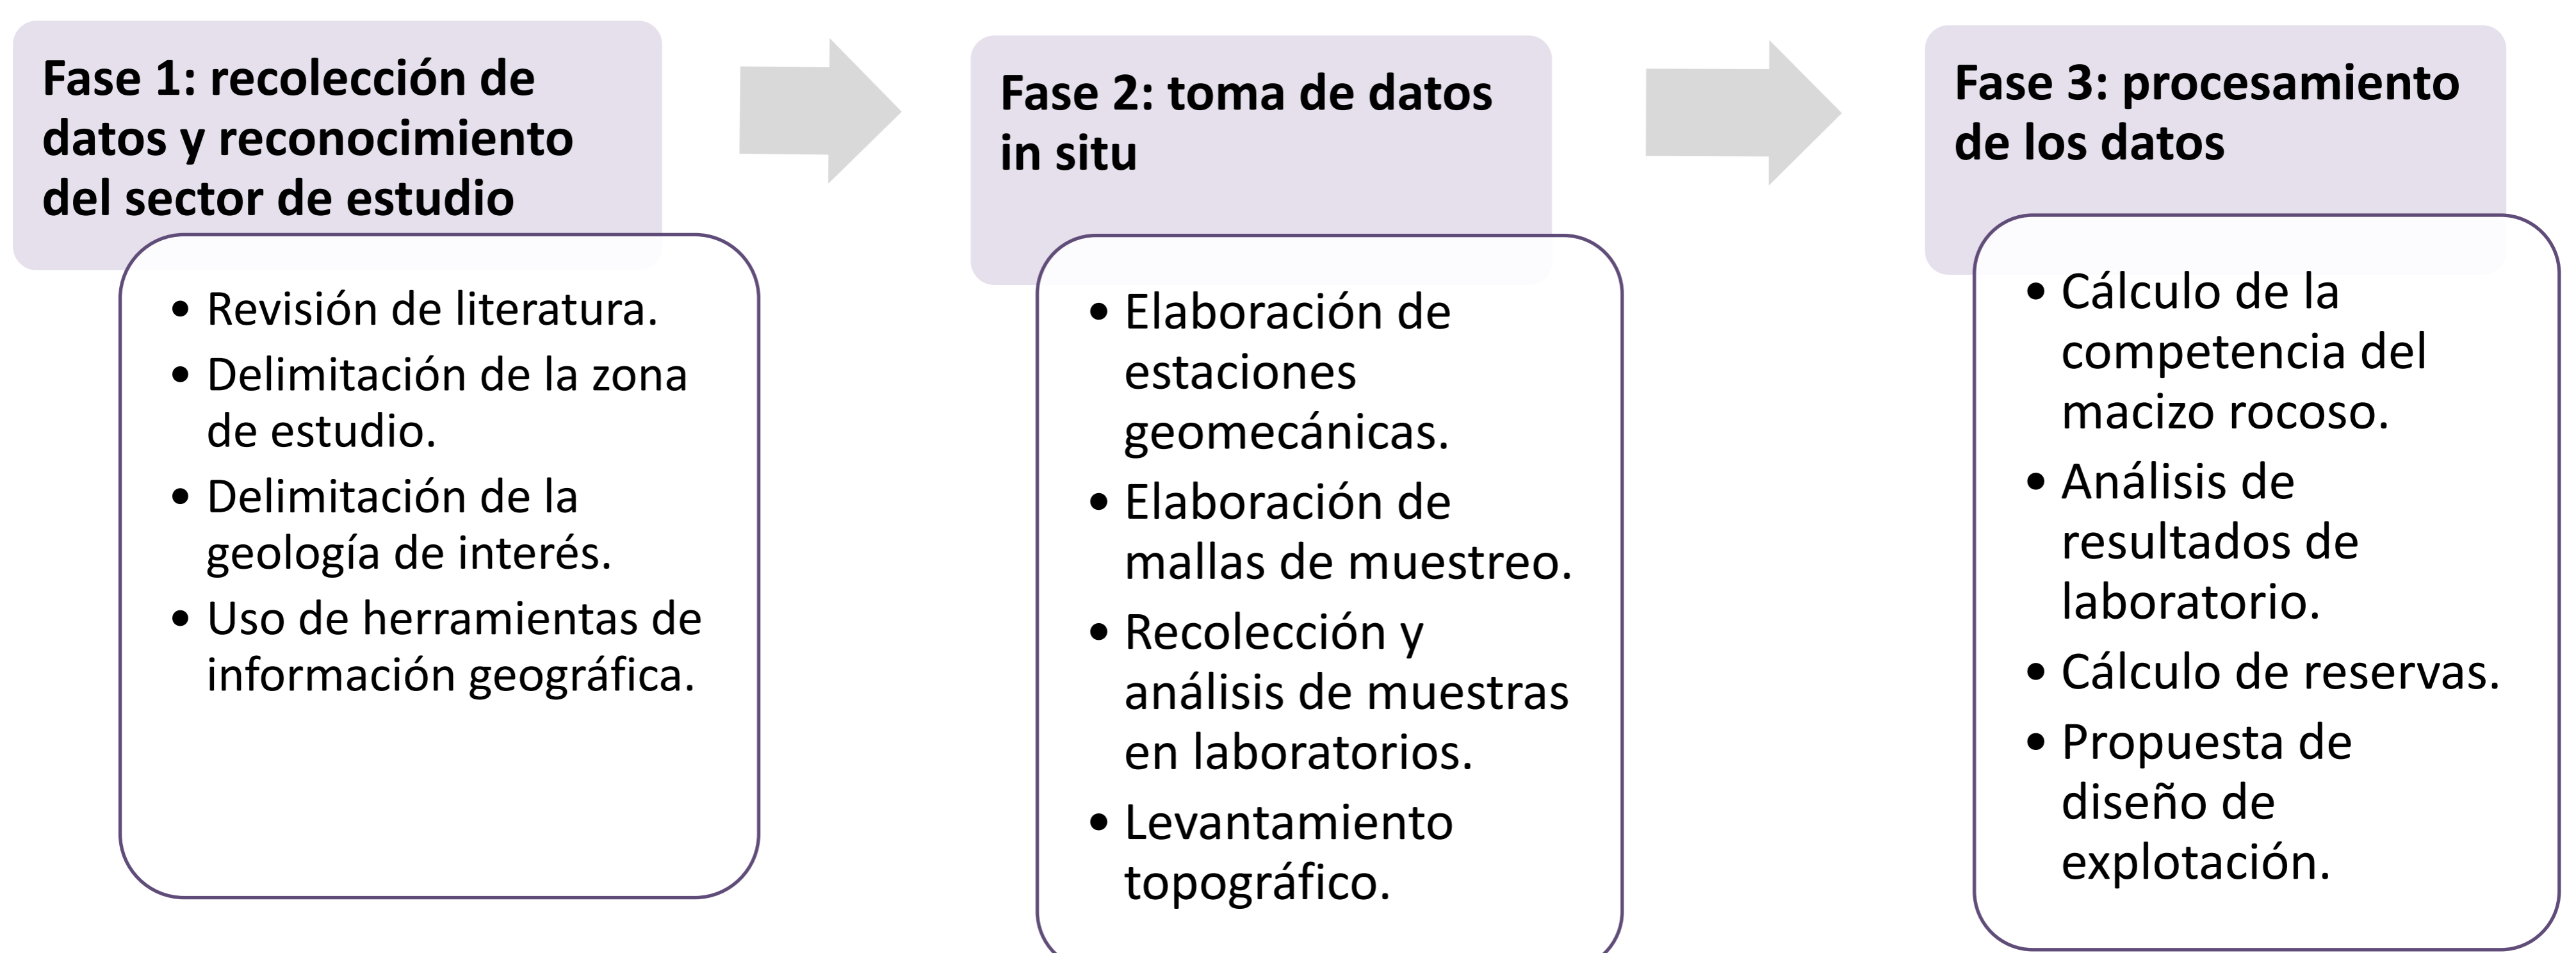 Fase 1: recolección de
datos y reconocimiento
del sector de estudio
• Revisión de literatura.
• Delimitación de la zona
de estudio.
• Delimitación de la
geología de interés.
• Uso de herramientas de
información geográfica.
Fase 2: toma de datos
in situ
• Elaboración de
estaciones
geomecánicas.
• Elaboración de
mallas de muestreo.
• Recolección y
análisis de muestras
en laboratorios.
• Levantamiento
topográfico.
Fase 3: procesamiento
de los datos
• Cálculo de la
competencia del
macizo rocoso.
• Análisis de
resultados de
laboratorio.
• Cálculo de reservas.
• Propuesta de
diseño de
explotación.